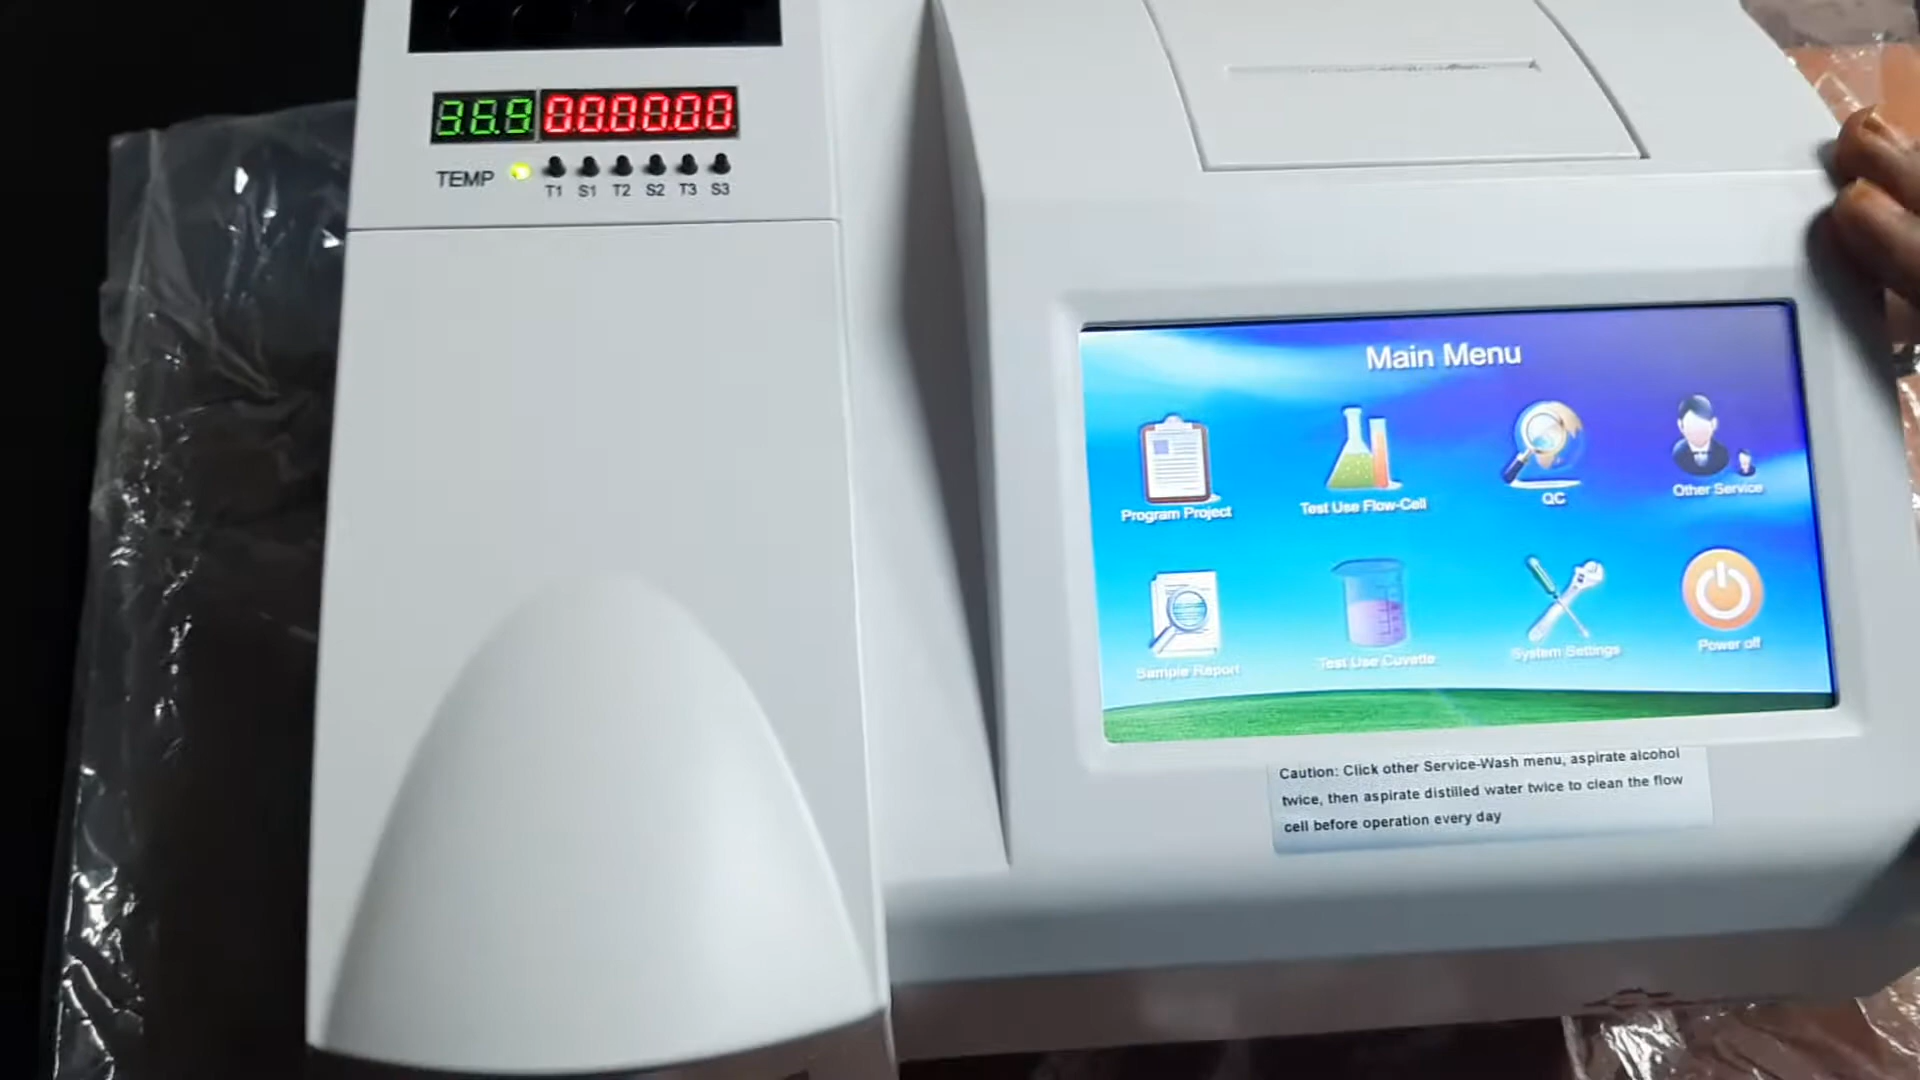 36.9 000000
TEMP T1 S1 T2 S2 T3 S3
Main Menu
Program Project
Test Use Flow-Cell
QC
Other Service
Sample Report
Test Use Cuvette
System Settings
Power off
Caution: Click other Service-Wash menu, aspirate alcohol
twice, then aspirate distilled water twice to clean the flow
cell before operation every day